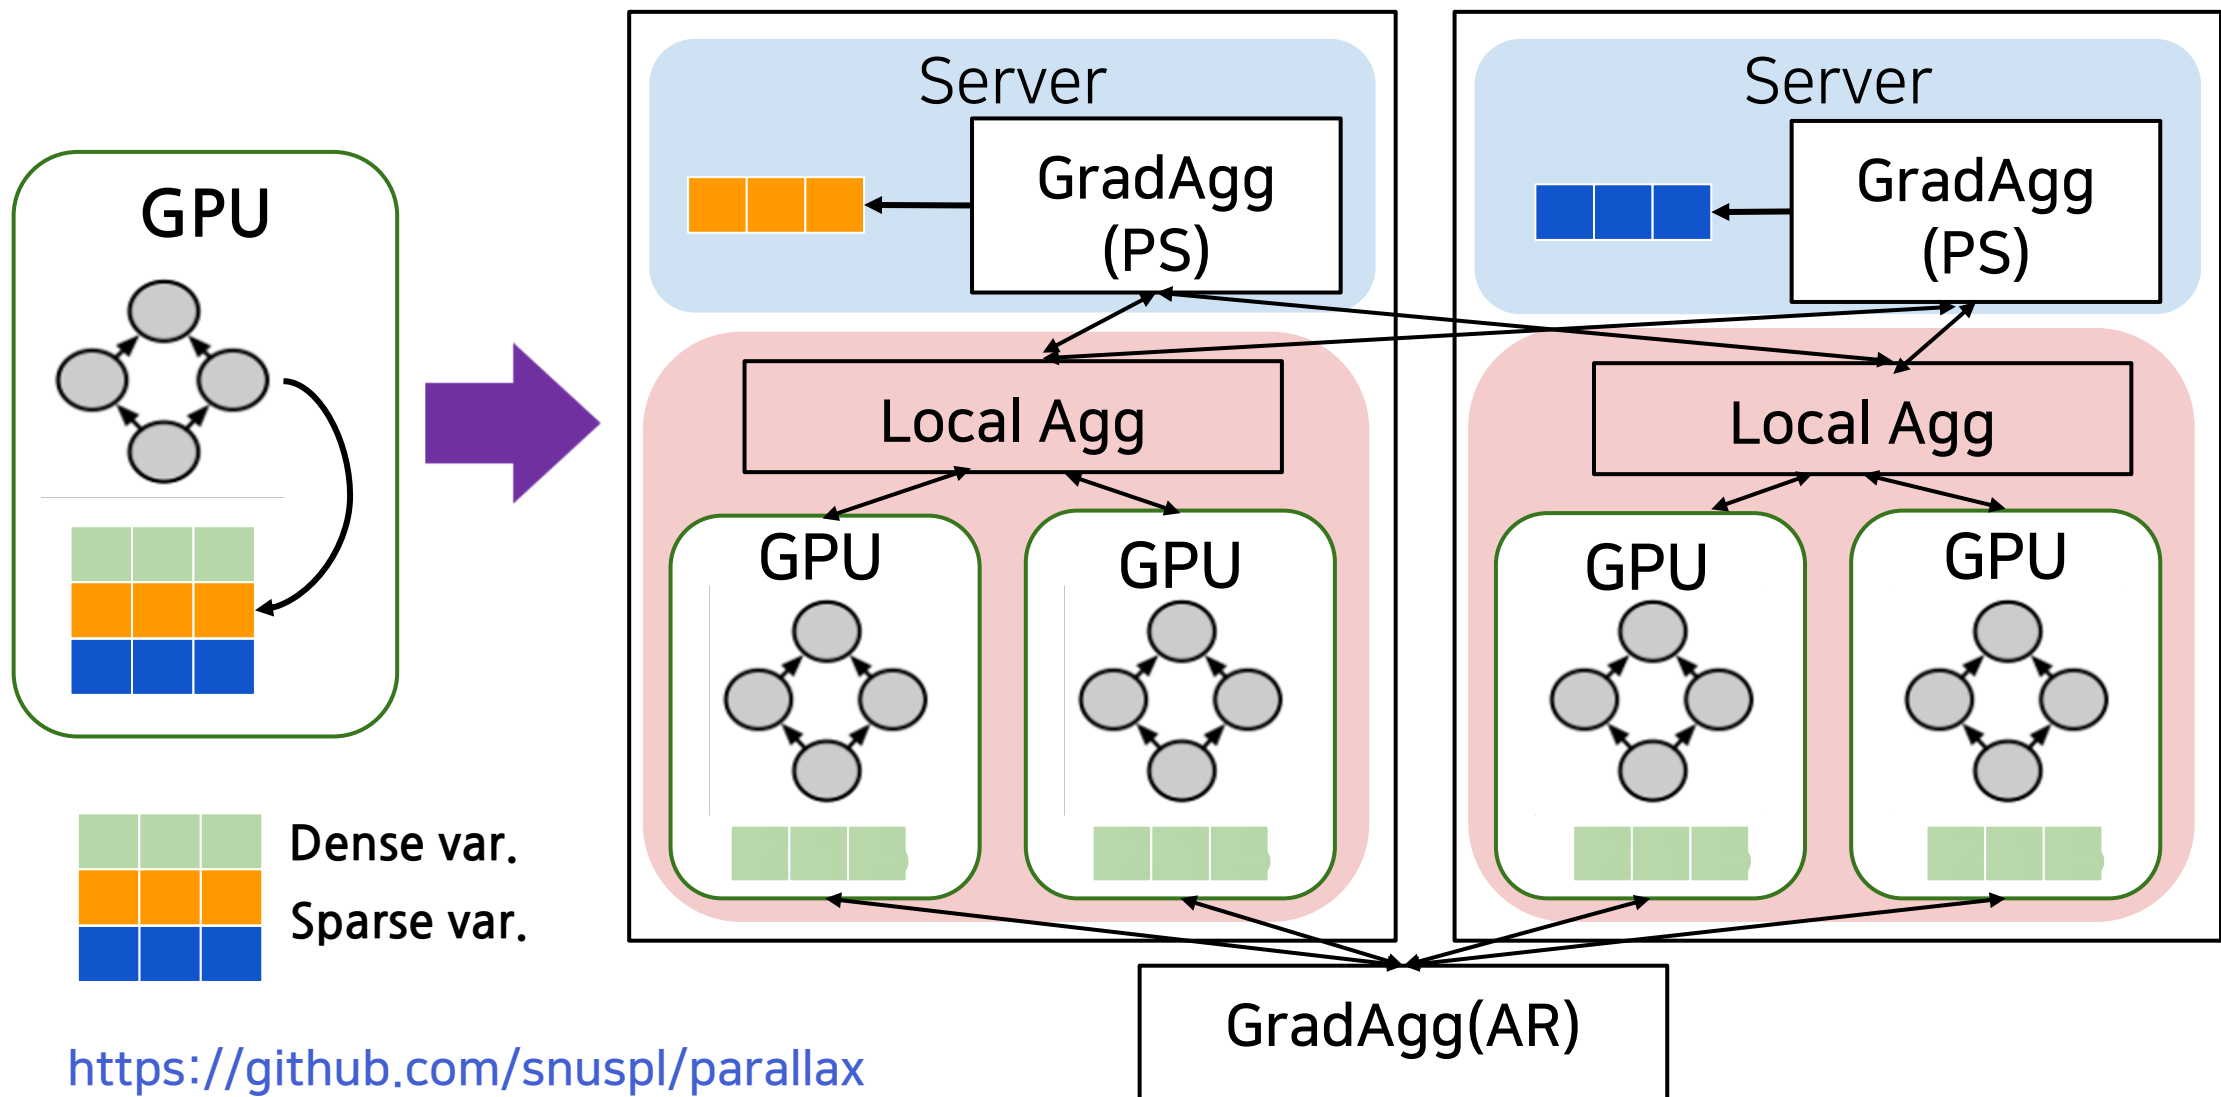 GPU
Dense var.
Sparse var.
https://github.com/snuspl/parallax
Server
GradAgg
(PS)
Local Agg
GPU
GPU
Server
GradAgg
(PS)
Local Agg
GPU
GPU
GradAgg(AR)